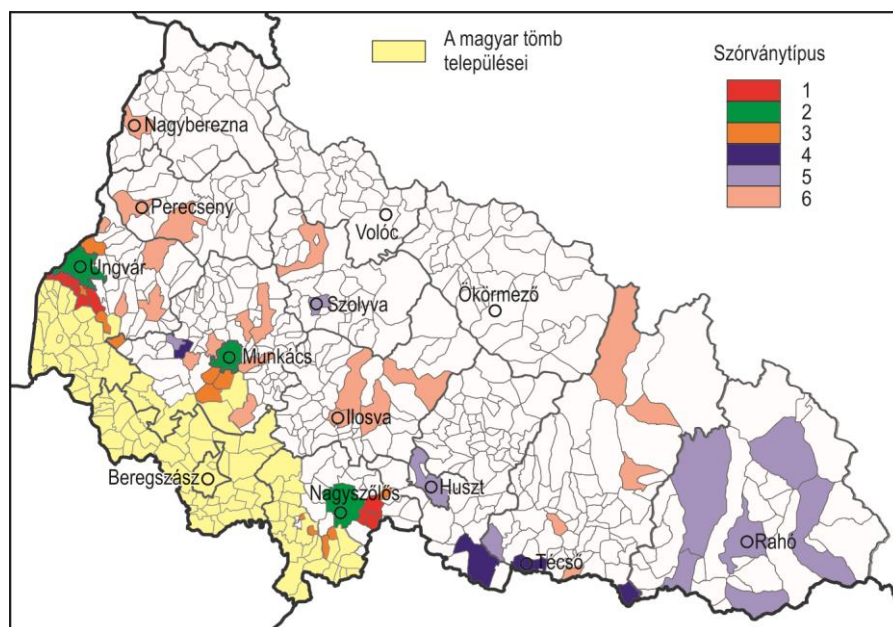 A magyar tömb
települései
Szórványtípus
1
2
3
4
5
6
Nagyberezna
Perecseny
Volóc
Ungvár
Szolyva
Ökörmező
Munkács
Ilosva
Beregszász
Huszt
Nagyszőlős
Técső
Rahó